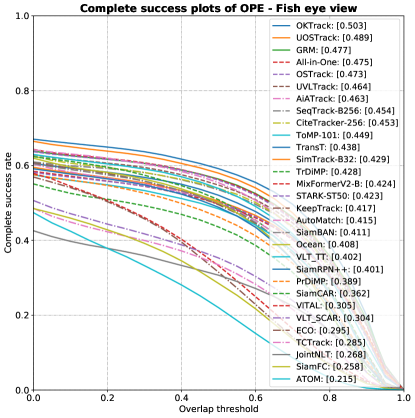 Complete success plots of OPE - Fish eye view
Complete success rate
1.0
0.8
0.6
0.4
0.2
0.0
OKTrack: [0.503]
UOSTrack: [0.489]
GRM: [0.477]
All-in-One: [0.475]
OSTrack: [0.473]
UVLTrack: [0.464]
AiATrack: [0.463]
SeqTrack-B256: [0.454]
CiteTracker-256: [0.453]
ToMP-101: [0.449]
TransT: [0.438]
SimTrack-B32: [0.429]
TrDiMP: [0.428]
MixFormerV2-B: [0.424]
STARK-ST50: [0.423]
KeepTrack: [0.417]
AutoMatch: [0.415]
SiamBAN: [0.411]
Ocean: [0.408]
VLT_TT: [0.402]
SiamRPN++: [0.401]
PrDiMP: [0.389]
SiamCAR: [0.362]
VITAL: [0.305]
VLT_SCAR: [0.304]
ECO: [0.295]
TCTrack: [0.285]
JointNLT: [0.268]
SiamFC: [0.258]
ATOM: [0.215]
0.0 0.2 0.4 0.6 0.8 1.0
Overlap threshold